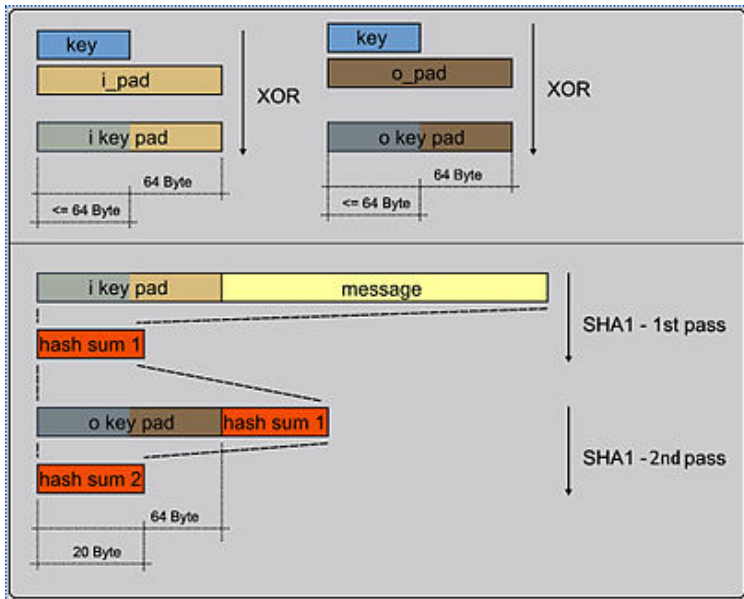 key
i_pad
XOR
i key pad
64 Byte
<= 64 Byte
key
o_pad
XOR
o key pad
64 Byte
<= 64 Byte
i key pad message
SHA1 - 1st pass
hash sum 1
o key pad hash sum 1
SHA1 - 2nd pass
hash sum 2
64 Byte
20 Byte